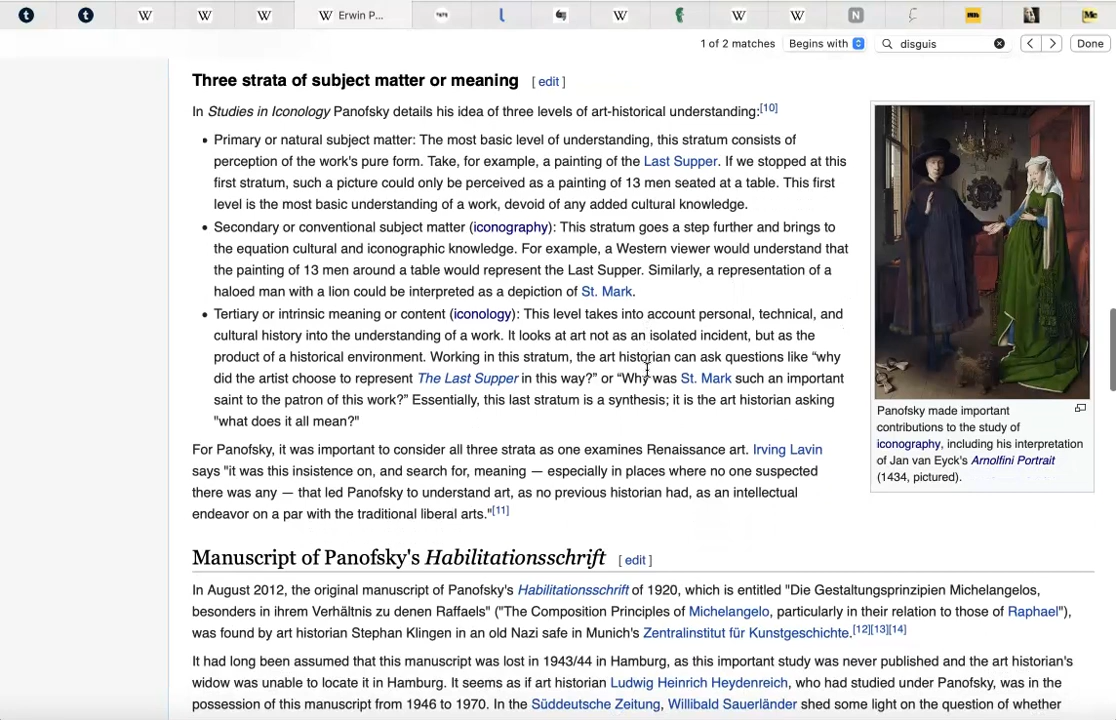 Erwin P...
1 of 2 matches Begins with disguis Done
Three strata of subject matter or meaning [ edit ]
In Studies in Iconology Panofsky details his idea of three levels of art-historical understanding:[10]
• Primary or natural subject matter: The most basic level of understanding, this stratum consists of
perception of the work's pure form. Take, for example, a painting of the Last Supper. If we stopped at this
first stratum, such a picture could only be perceived as a painting of 13 men seated at a table. This first
level is the most basic understanding of a work, devoid of any added cultural knowledge.
• Secondary or conventional subject matter (iconography): This stratum goes a step further and brings to
the equation cultural and iconographic knowledge. For example, a Western viewer would understand that
the painting of 13 men around a table would represent the Last Supper. Similarly, a representation of a
haloed man with a lion could be interpreted as a depiction of St. Mark.
• Tertiary or intrinsic meaning or content (iconology): This level takes into account personal, technical, and
cultural history into the understanding of a work. It looks at art not as an isolated incident, but as the
product of a historical environment. Working in this stratum, the art historian can ask questions like “why
did the artist choose to represent The Last Supper in this way?” or “Why was St. Mark such an important
saint to the patron of this work?” Essentially, this last stratum is a synthesis; it is the art historian asking
"what does it all mean?"
Panofsky made important
contributions to the study of
iconography, including his interpretation
of Jan van Eyck's Arnolfini Portrait
(1434, pictured).
For Panofsky, it was important to consider all three strata as one examines Renaissance art. Irving Lavin
says "it was this insistence on, and search for, meaning — especially in places where no one suspected
there was any — that led Panofsky to understand art, as no previous historian had, as an intellectual
endeavor on a par with the traditional liberal arts."[11]
Manuscript of Panofsky's Habilitationsschrift [ edit ]
In August 2012, the original manuscript of Panofsky's Habilitationsschrift of 1920, which is entitled "Die Gestaltungsprinzipien Michelangelos,
besonders in ihrem Verhältnis zu denen Raffaels" ("The Composition Principles of Michelangelo, particularly in their relation to those of Raphael"),
was found by art historian Stephan Klingen in an old Nazi safe in Munich's Zentralinstitut für Kunstgeschichte.[12][13][14]
It had long been assumed that this manuscript was lost in 1943/44 in Hamburg, as this important study was never published and the art historian's
widow was unable to locate it in Hamburg. It seems as if art historian Ludwig Heinrich Heydenreich, who had studied under Panofsky, was in the
possession of this manuscript from 1946 to 1970. In the Süddeutsche Zeitung, Willibald Sauerländer shed some light on the question of whether